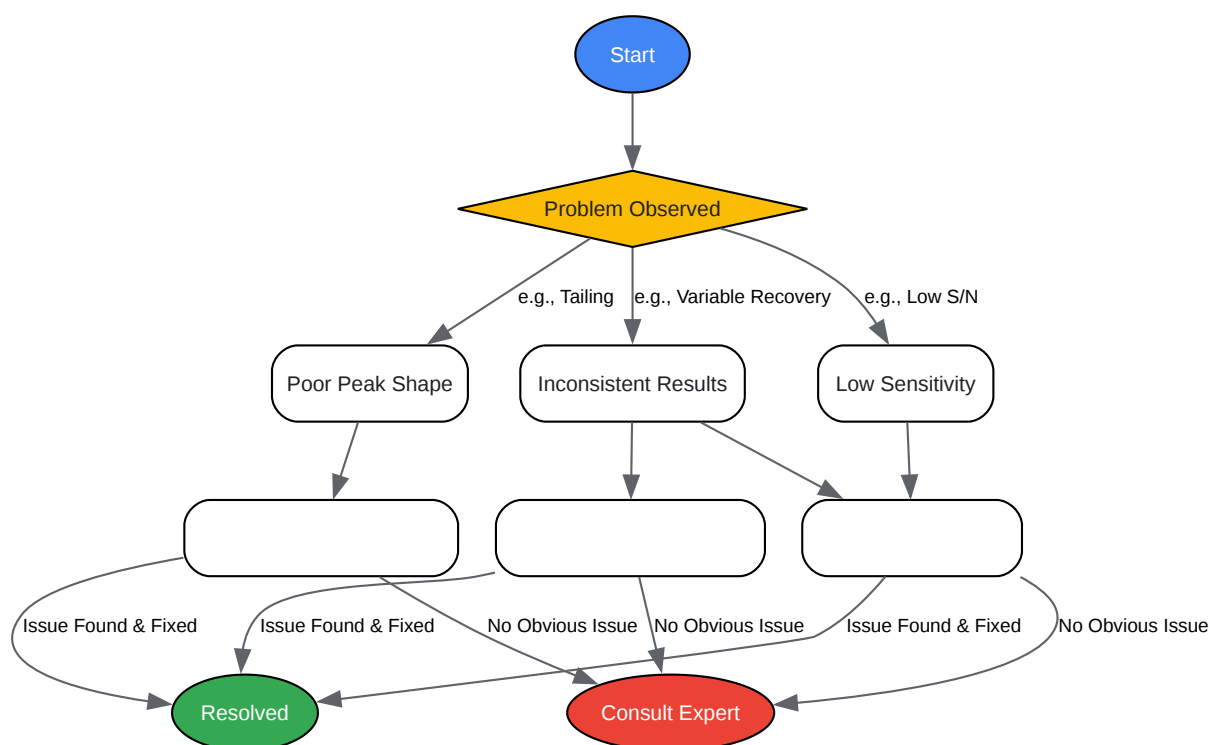 Start
Problem Observed
e.g., Tailing
e.g., Variable Recovery
e.g., Low S/N
Poor Peak Shape
Inconsistent Results
Low Sensitivity
Issue Found & Fixed
Issue Found & Fixed
No Obvious Issue
No Obvious Issue
Issue Found & Fixed
No Obvious Issue
Resolved
Consult Expert